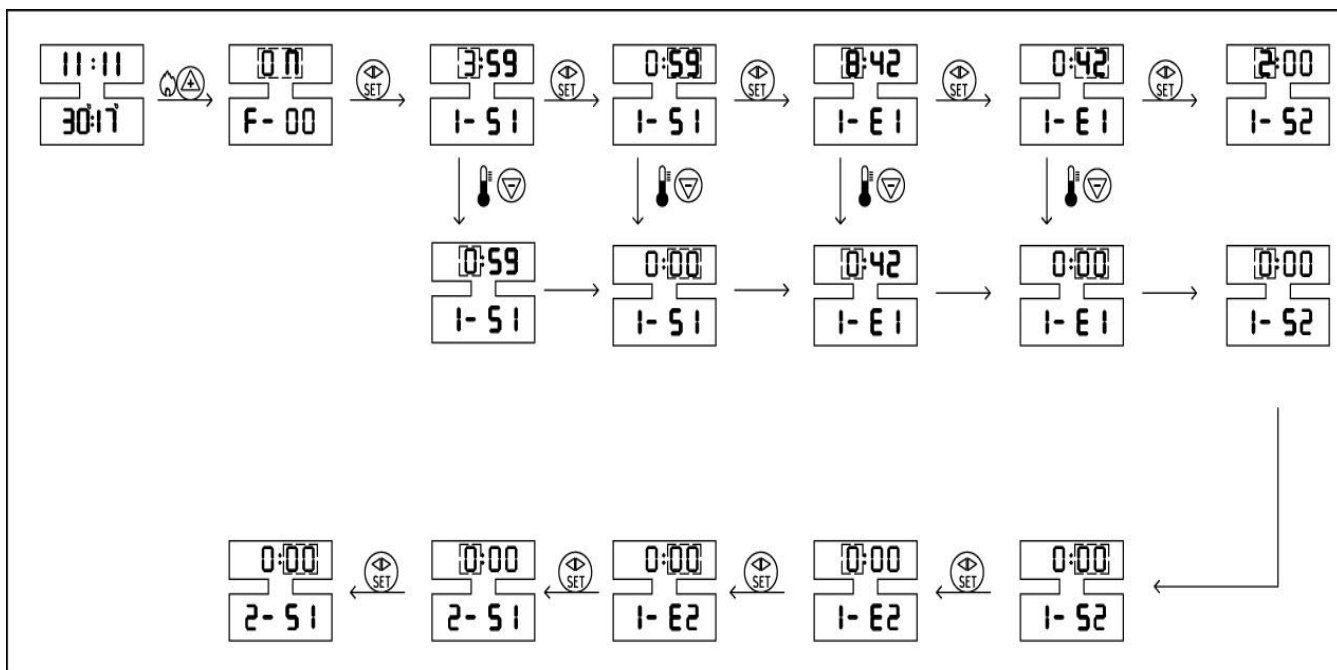 11:11 ON 3:59 0:59 8:42 0:42 2:00
SET SET SET SET SET
30°:17° F- 00 1- S1 1- S1 1- E1 1- E1 1- S2
0:59 0:00 0:42 0:00 0:00
1- S1 1- S1 1- E1 1- E1 1- S2
0:00 0:00 0:00 0:00 0:00
SET SET SET SET
2- S1 2- S1 1- E2 1- E2 1- S2